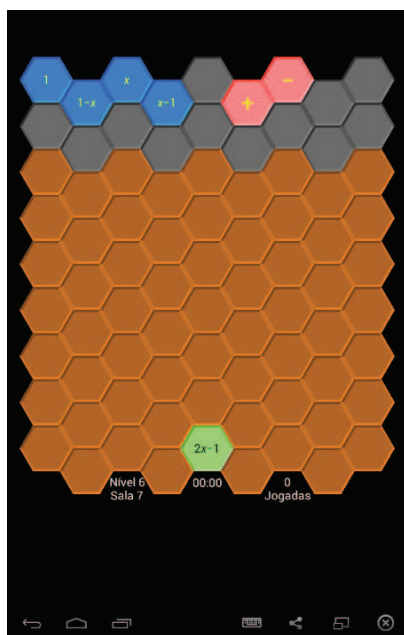 1
x
−
1-x
x-1
+
2x-1
Nível 6
00:00
0
Sala 7
Jogadas